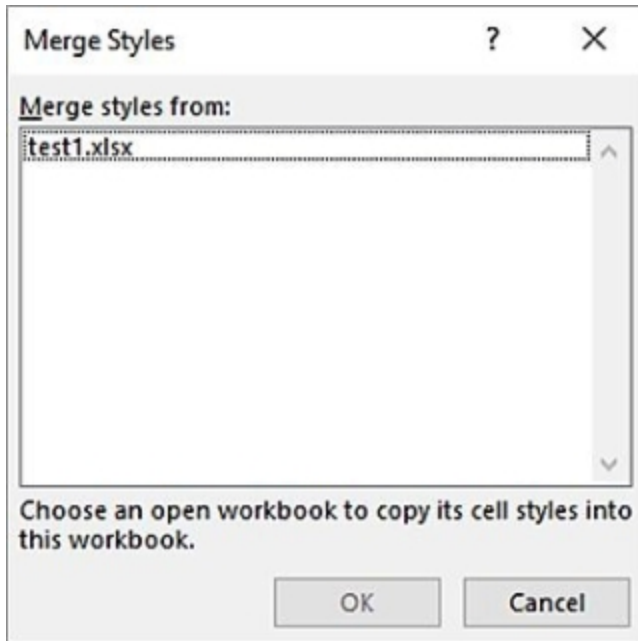 Merge Styles ?
Merge styles from:
test1.xlsx
Choose an open workbook to copy its cell styles into
this workbook.
OK Cancel